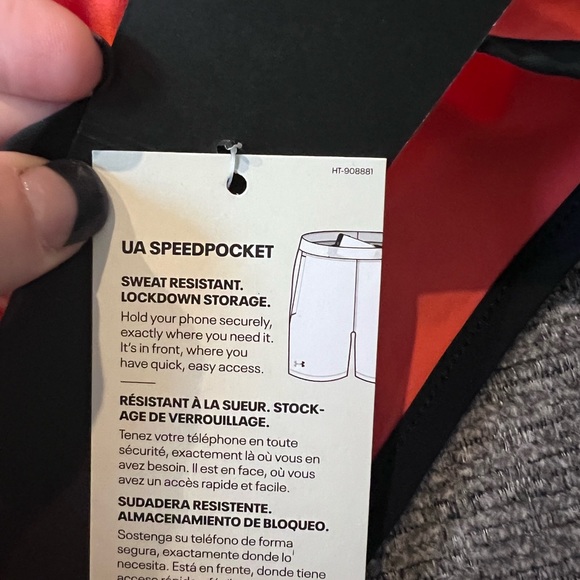 HT-908881
UA SPEEDPOCKET
SWEAT RESISTANT.
LOCKDOWN STORAGE.
Hold your phone securely,
exactly where you need it.
It's in front, where you
have quick, easy access.
RÉSISTANT À LA SUEUR. STOCK-
AGE DE VERROUILLAGE.
Tenez votre téléphone en toute
sécurité, exactement là où vous en
avez besoin. Il est en face, où vous
avez un accès rapide et facile.
SUDADERA RESISTENTE.
ALMACENAMIENTO DE BLOQUEO.
Sostenga su teléfono de forma
segura, exactamente donde lo
necesita. Está en frente, donde tiene